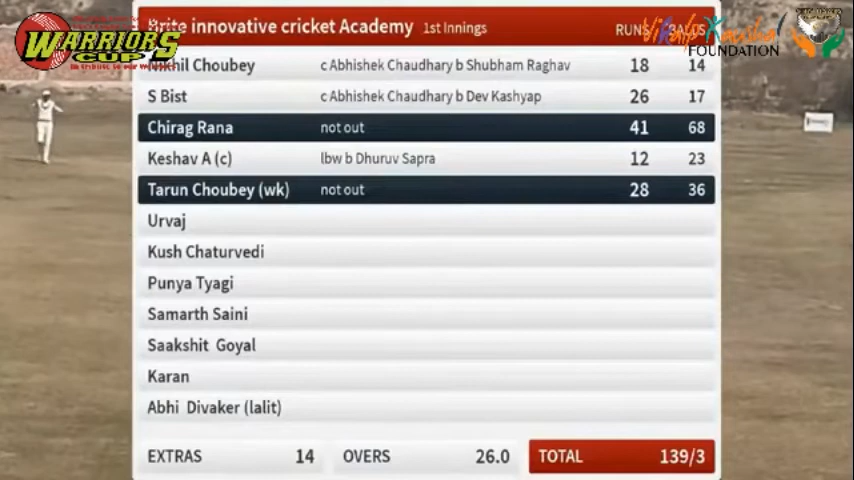 WARRIORS
CUP
Brite innovative cricket Academy 1st Innings RUNS BALLS
FOUNDATION
Choubey c Abhishek Chaudhary b Shubham Raghav 18 14
S Bist c Abhishek Chaudhary b Dev Kashyap 26 17
Chirag Rana not out 41 68
Keshav A (c) lbw b Dhuruv Sapra 12 23
Tarun Choubey (wk) not out 28 36
Urvaj
Kush Chaturvedi
Punya Tyagi
Samarth Saini
Saakshit Goyal
Karan
Abhi Divaker (lalit)
EXTRAS 14 OVERS 26.0 TOTAL 139/3